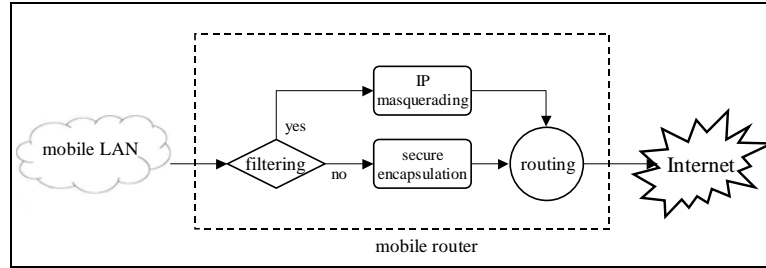 IP
masquerading
yes
mobile LAN
filtering
no
secure
encapsulation
routing
Internet
mobile router